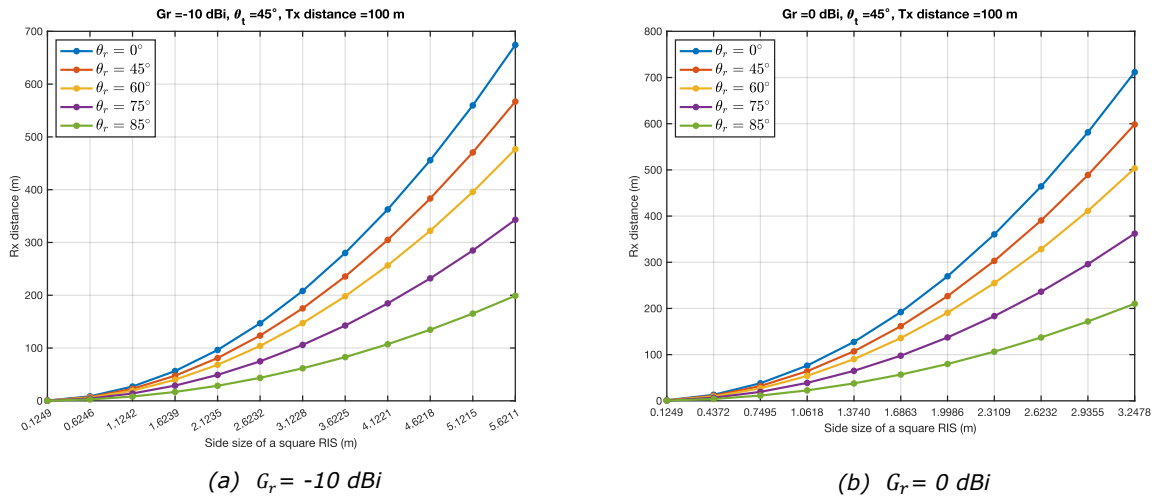 Gr =-10 dBi, θt =45°, Tx distance =100 m
θr = 0°
θr = 45°
θr = 60°
θr = 75°
θr = 85°
Rx distance (m)
700
600
500
400
300
200
100
0
0.1249 0.6246 1.1242 1.6239 2.1235 2.6232 3.1228 3.6225 4.1221 4.6218 5.1215 5.6211
Side size of a square RIS (m)
(a) Gr= -10 dBi
Gr =0 dBi, θt =45°, Tx distance =100 m
θr = 0°
θr = 45°
θr = 60°
θr = 75°
θr = 85°
Rx distance (m)
800
700
600
500
400
300
200
100
0
0.1249 0.4372 0.7495 1.0618 1.3740 1.6863 1.9986 2.3109 2.6232 2.9355 3.2478
Side size of a square RIS (m)
(b) Gr= 0 dBi